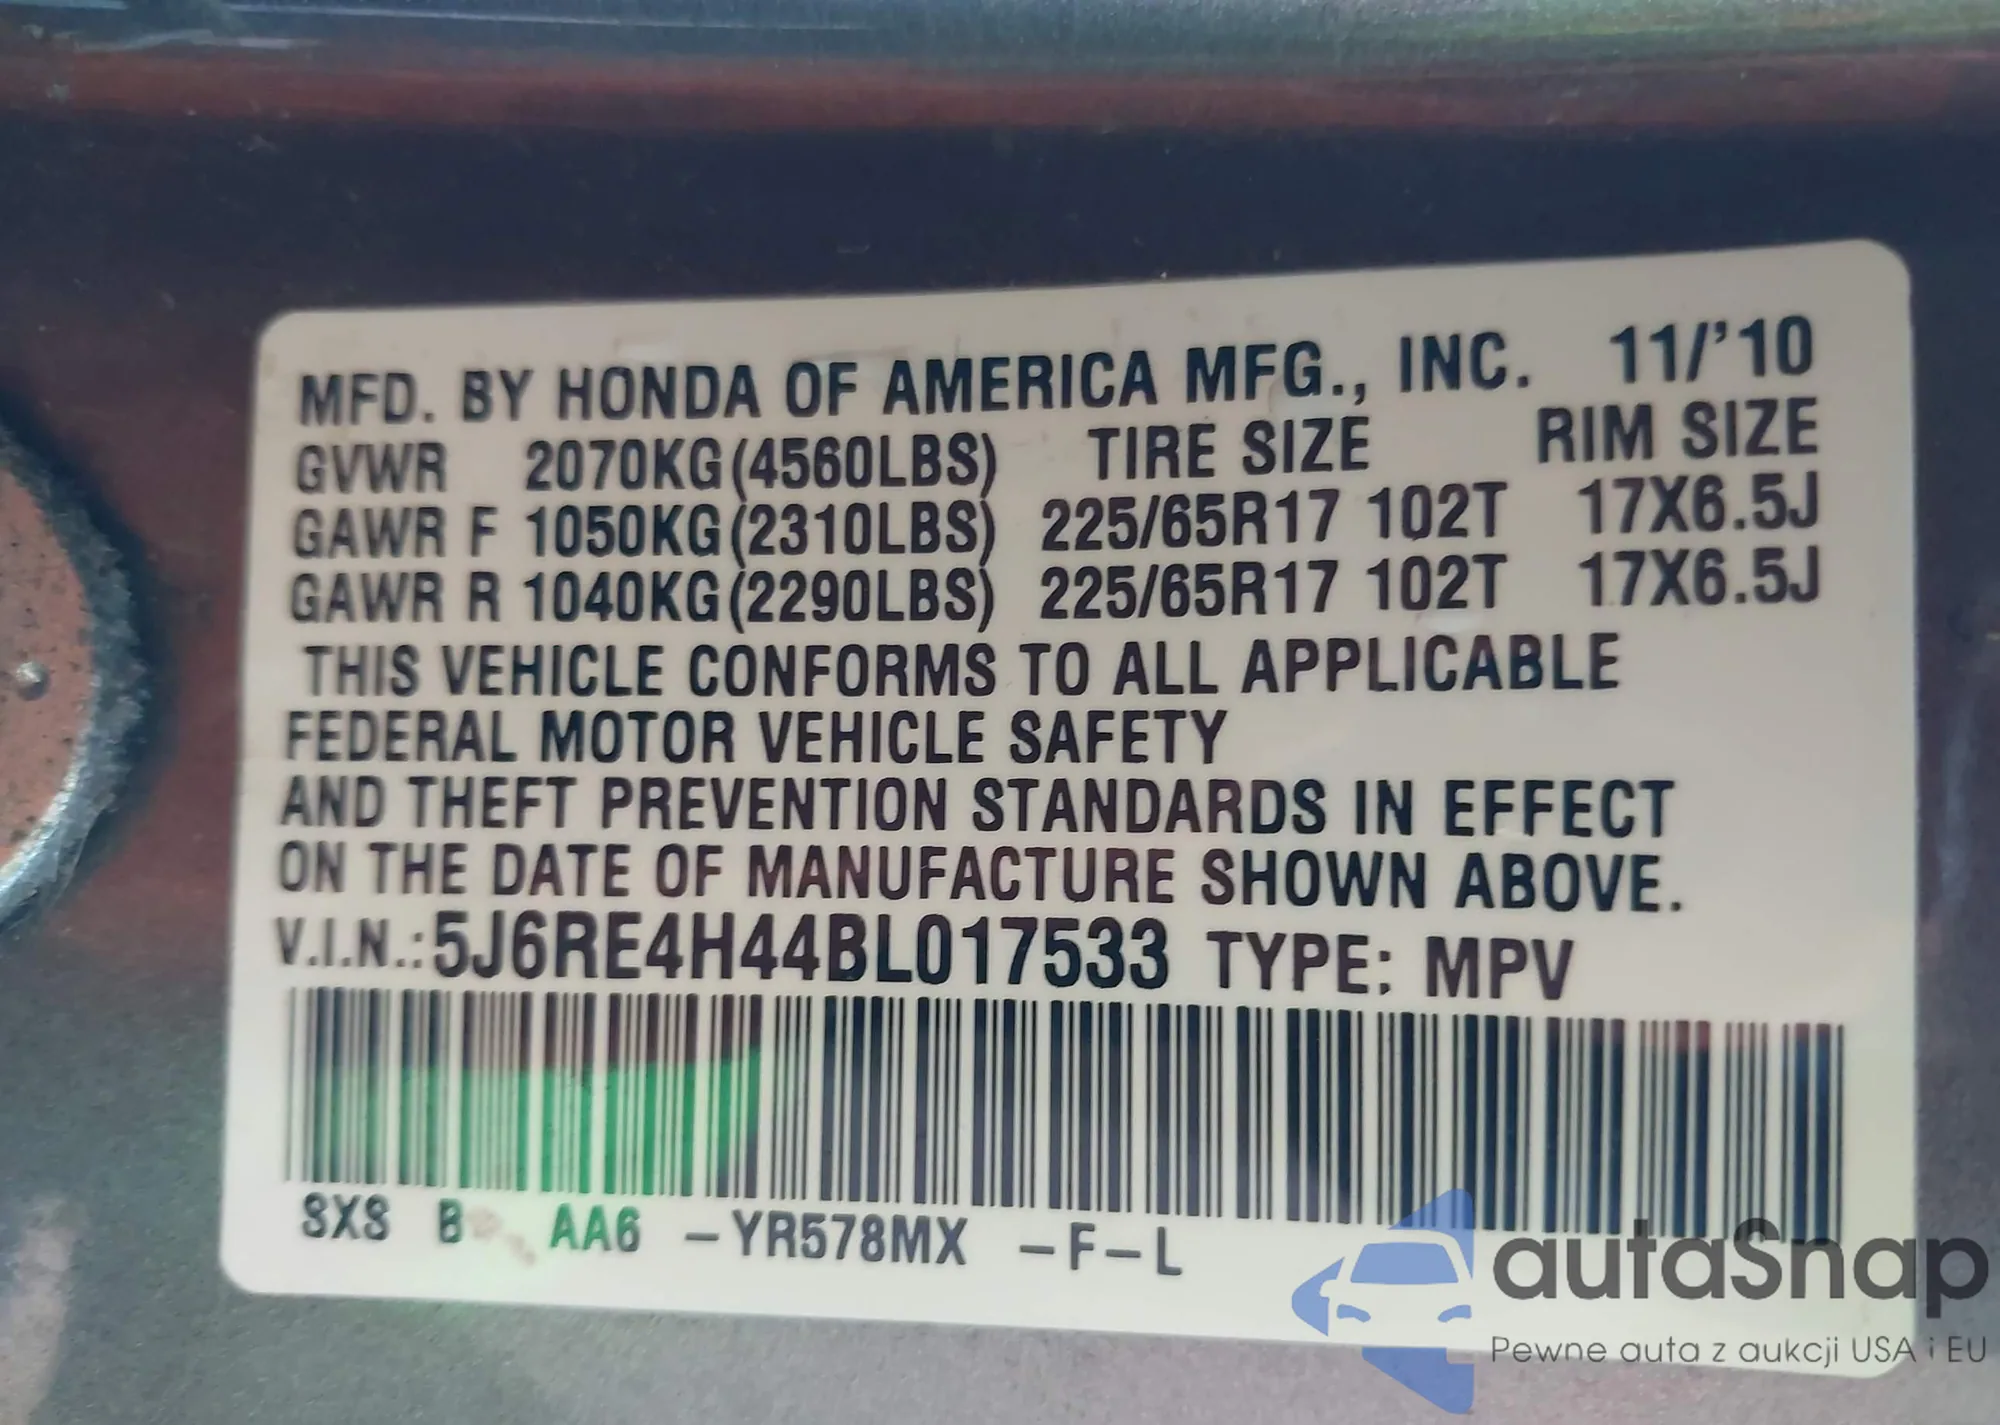 MFD. BY HONDA OF AMERICA MFG., INC. 11/'10
GVWR 2070KG(4560LBS) TIRE SIZE RIM SIZE
GAWR F 1050KG(2310LBS) 225/65R17 102T 17X6.5J
GAWR R 1040KG(2290LBS) 225/65R17 102T 17X6.5J
THIS VEHICLE CONFORMS TO ALL APPLICABLE
FEDERAL MOTOR VEHICLE SAFETY
AND THEFT PREVENTION STANDARDS IN EFFECT
ON THE DATE OF MANUFACTURE SHOWN ABOVE.
V.I.N.:5J6RE4H44BL017533 TYPE: MPV
SXS B AA6 -YR578MX -F-L
autaSnap
Pewne auta z aukcji USA i EU